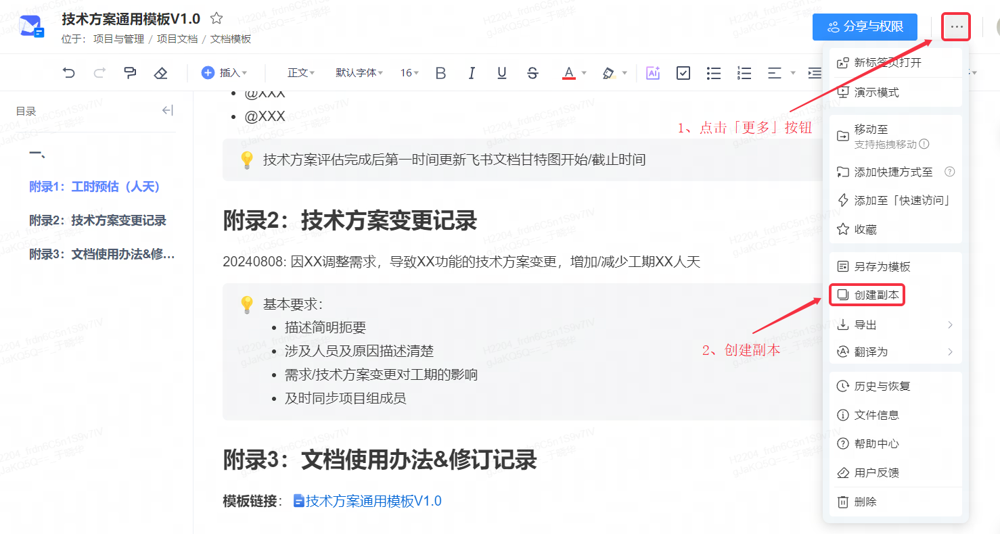 技术方案通用模板V1.0
位于: 项目与管理 / 项目文档 / 文档模板
分享与权限
插入
正文
默认字体
16
B
I
U
S
A
AI
目录
一、
附录1：工时预估（人天）
附录2：技术方案变更记录
附录3：文档使用办法&修...
@XXX
@XXX
技术方案评估完成后第一时间更新飞书文档甘特图开始/截止时间
附录2：技术方案变更记录
20240808: 因XX调整需求，导致XX功能的技术方案变更，增加/减少工期XX人天
基本要求：
描述简明扼要
涉及人员及原因描述清楚
需求/技术方案变更对工期的影响
及时同步项目组成员
附录3：文档使用办法&修订记录
模板链接：技术方案通用模板V1.0
1、点击「更多」按钮
2、创建副本
新标签页打开
演示模式
移动至
支持拖拽移动
添加快捷方式至
添加至「快速访问」
收藏
另存为模板
创建副本
导出
翻译为
历史与恢复
文件信息
帮助中心
用户反馈
删除